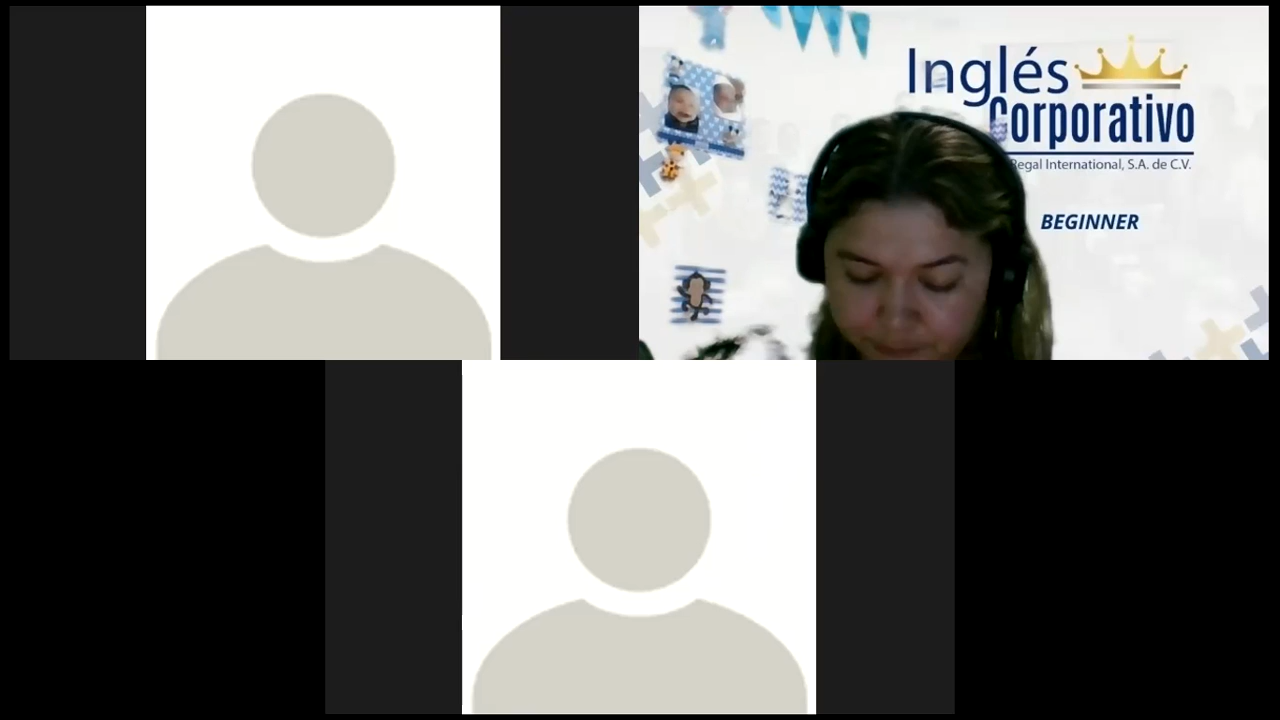 Inglés
Corporativo
Regal International, S.A. de C.V.
BEGINNER